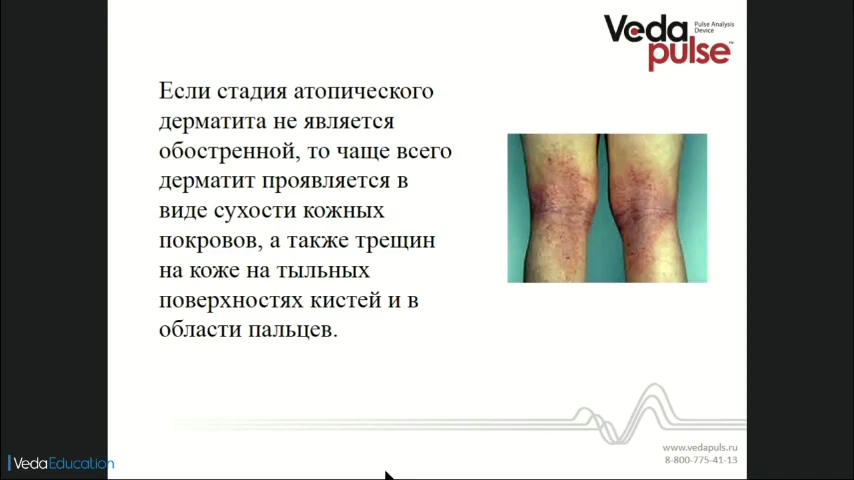 Veda
pulse™
Pulse Analysis
Device
Если стадия атопического
дерматита не является
обостренной, то чаще всего
дерматит проявляется в
виде сухости кожных
покровов, а также трещин
на коже на тыльных
поверхностях кистей и в
области пальцев.
www.vedapuls.ru
8-800-775-41-13
VedaEducation